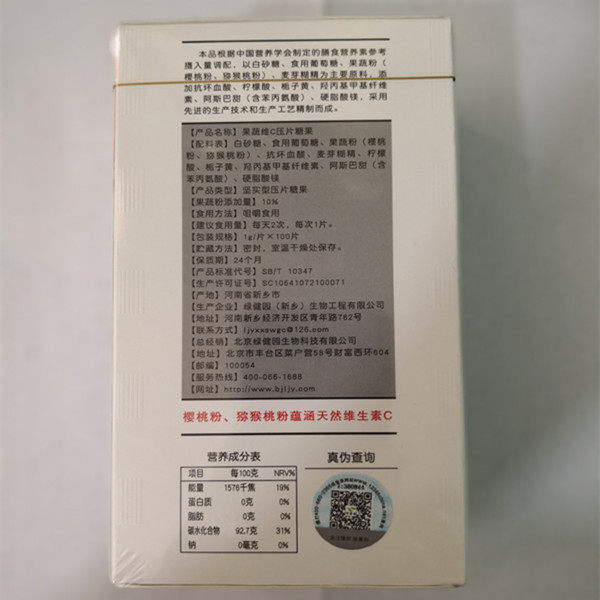 本品根据中国营养学会制定的膳食营养素参考
摄入量调配，以白砂糖、食用葡萄糖、果蔬粉（
樱桃粉、猕猴桃粉）、麦芽糊精为主要原料，添
加抗坏血酸、柠檬酸、栀子黄、羟丙基甲基纤维
素、阿斯巴甜（含苯丙氨酸）、硬脂酸镁，采用
先进的生产技术和生产工艺精制而成。
【产品名称】果蔬维C压片糖果
【配料表】白砂糖、食用葡萄糖、果蔬粉（樱桃
粉、猕猴桃粉）、抗坏血酸、麦芽糊精、柠檬
酸、栀子黄、羟丙基甲基纤维素、阿斯巴甜（含
苯丙氨酸）、硬脂酸镁
【产品类型】坚实型压片糖果
【果蔬粉添加量】10%
【食用方法】咀嚼食用
【建议食用量】每天2次，每次1片。
【包装规格】1g/片×100片
【贮藏方法】密封，室温干燥处保存。
【保质期】24个月
【产品标准代号】SB/T 10347
【生产许可证号】SC10641072100071
【产地】河南省新乡市
【生产企业】绿健园（新乡）生物工程有限公司
【地址】河南新乡经济开发区青年路762号
【联系方式】ljyxxswgc@126.com
【总经销】北京绿健园生物科技有限公司
【地址】北京市丰台区菜户营58号财富西环604
【邮编】100054
【服务热线】400-066-1688
【网址】http://www.bjljy.com
樱桃粉、猕猴桃粉蕴涵天然维生素C
营养成分表
项目 每100克 NRV%
能量 1576千焦 19%
蛋白质 0克 0%
脂肪 0克 0%
碳水化合物 92.7克 31%
钠 0毫克 0%
真伪查询